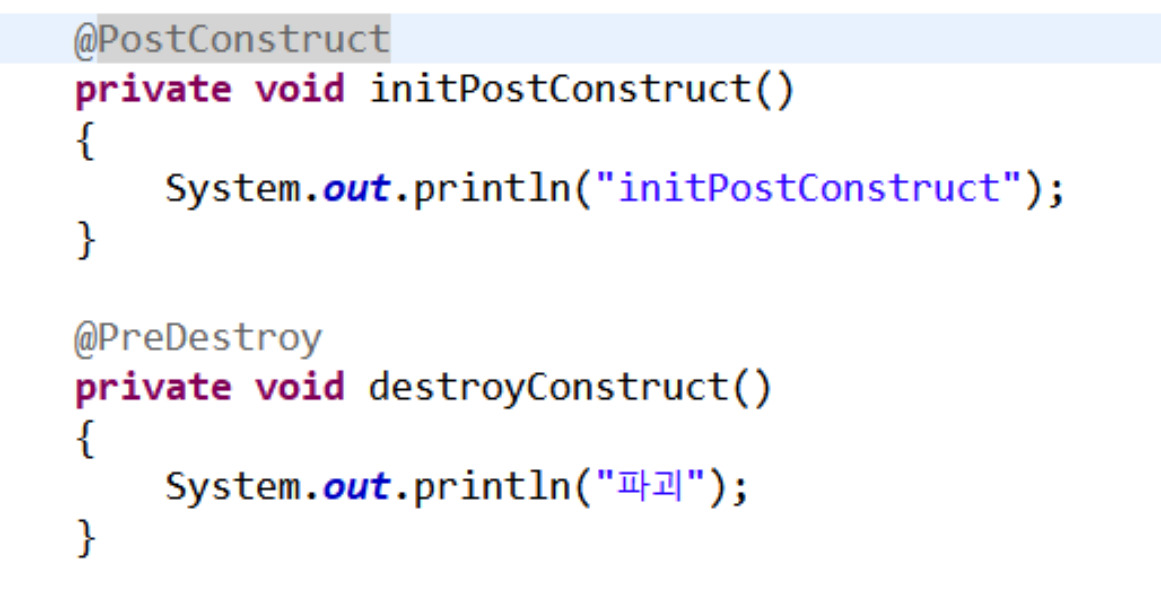 @PostConstruct
private void initPostConstruct()
{
System.out.println("initPostConstruct");
}
@PreDestroy
private void destroyConstruct()
{
System.out.println("파괴");
}